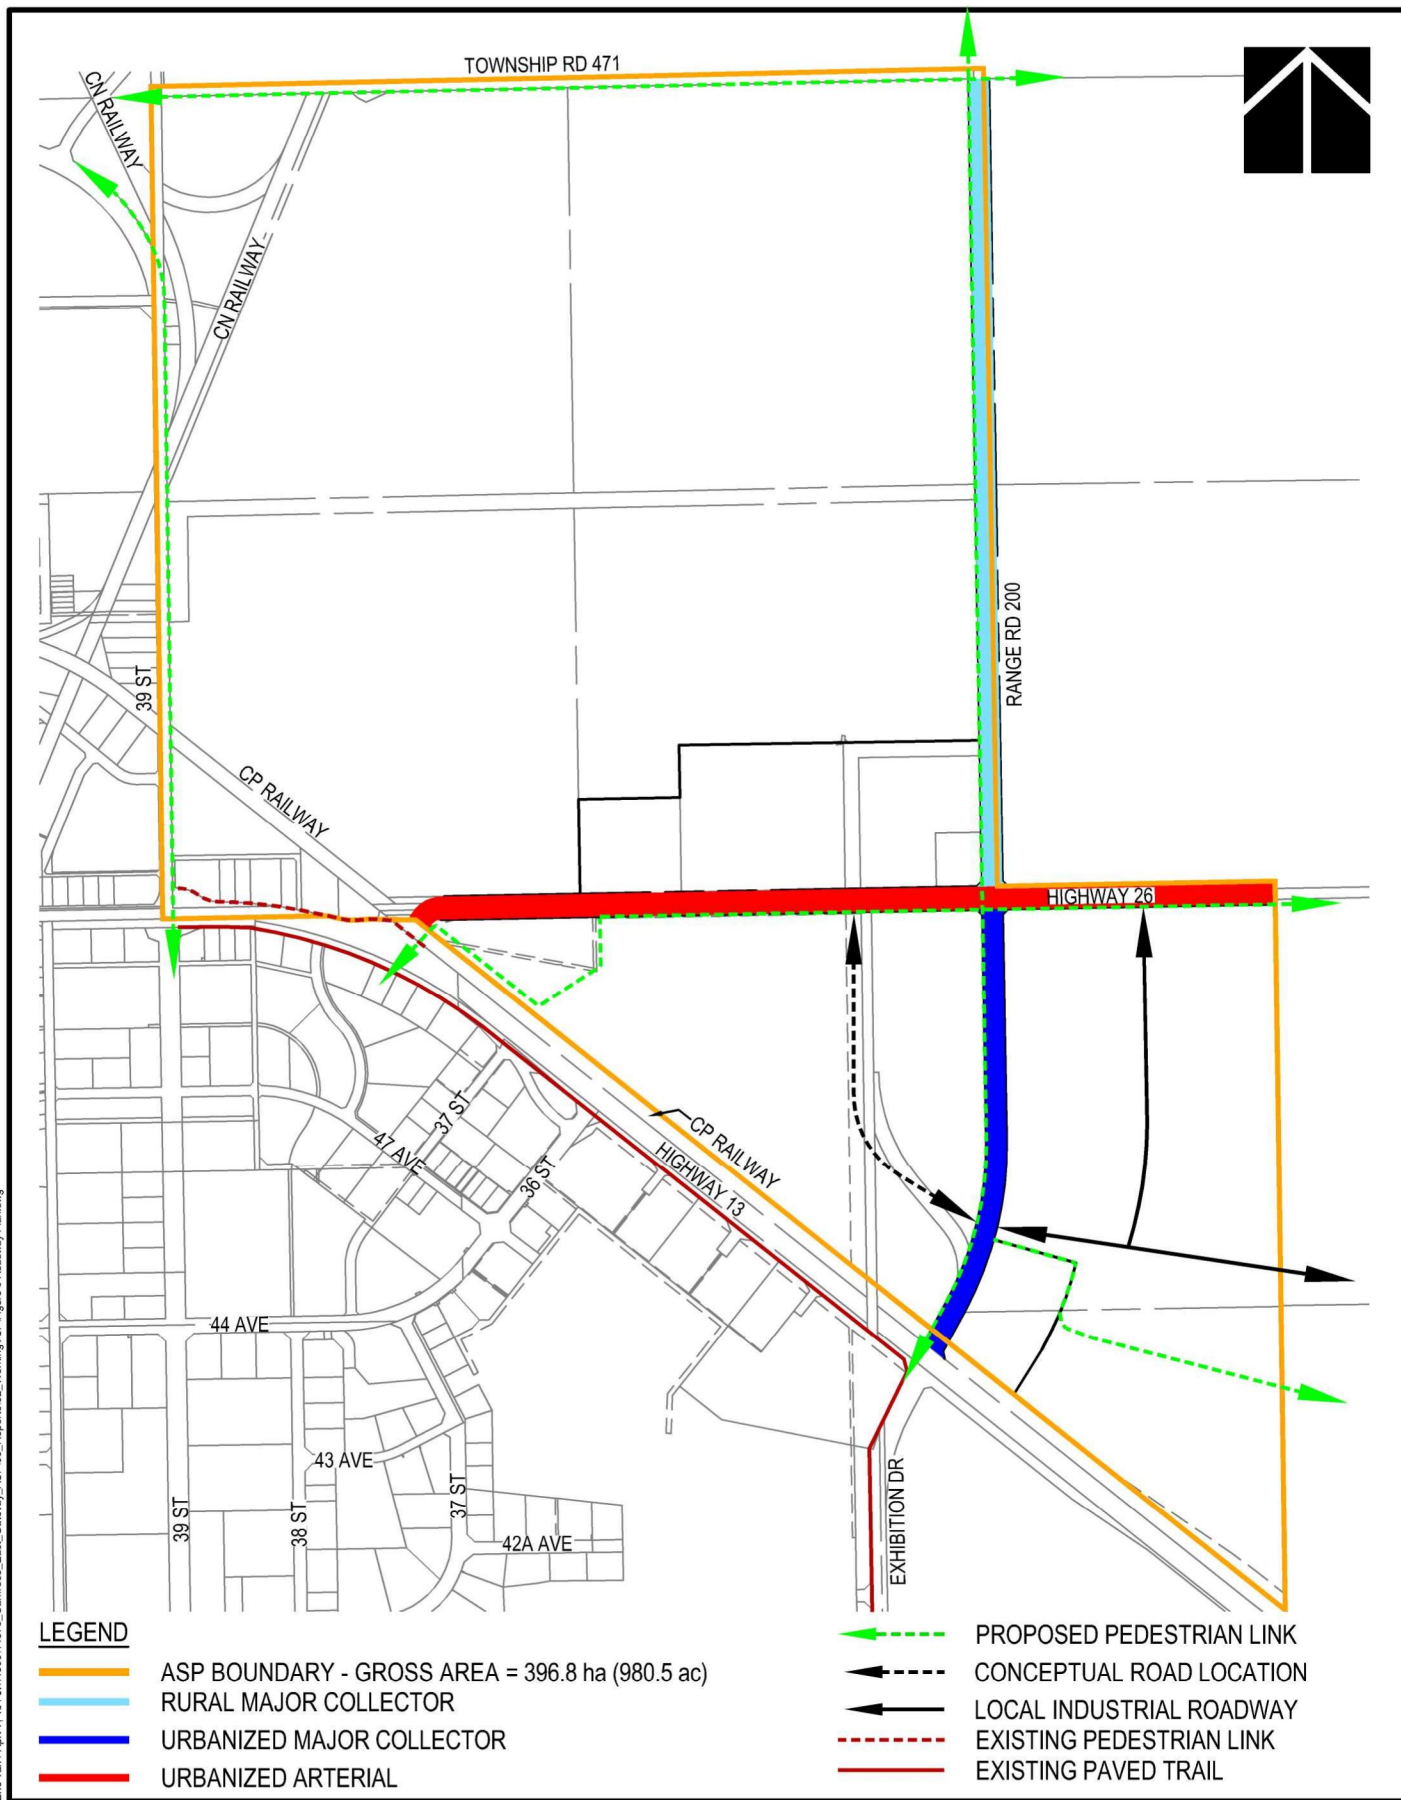 TOWNSHIP RD 471
CN RAILWAY
CN RAILWAY
RANGE RD 200
39 ST
CP RAILWAY
HIGHWAY 26
37 ST
CP RAILWAY
47 AVE
HIGHWAY 13
36 ST
44 AVE
43 AVE
39 ST
38 ST
37 ST
42A AVE
EXHIBITION DR
LEGEND
ASP BOUNDARY - GROSS AREA = 396.8 ha (980.5 ac)
RURAL MAJOR COLLECTOR
URBANIZED MAJOR COLLECTOR
URBANIZED ARTERIAL
PROPOSED PEDESTRIAN LINK
CONCEPTUAL ROAD LOCATION
LOCAL INDUSTRIAL ROADWAY
EXISTING PEDESTRIAN LINK
EXISTING PAVED TRAIL